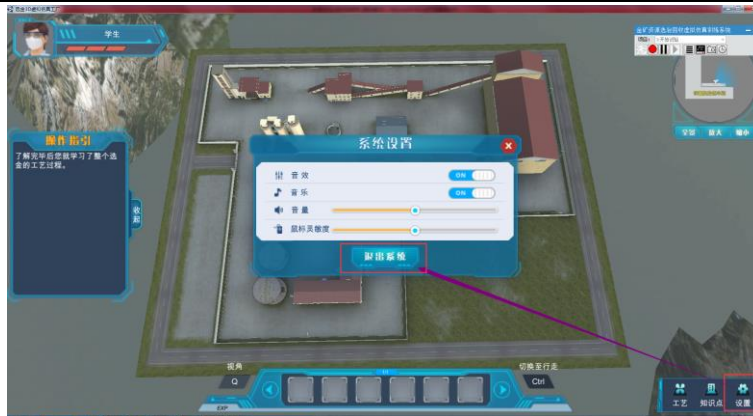 学生
操作指引
了解完毕后您就学习了整个选
金的工艺过程。
收
起
系统设置
音效
ON
音乐
ON
音量
鼠标灵敏度
退出系统
全景
放大
缩小
视角
Q
切换至行走
Ctrl
EXP
工艺
知识点
设置